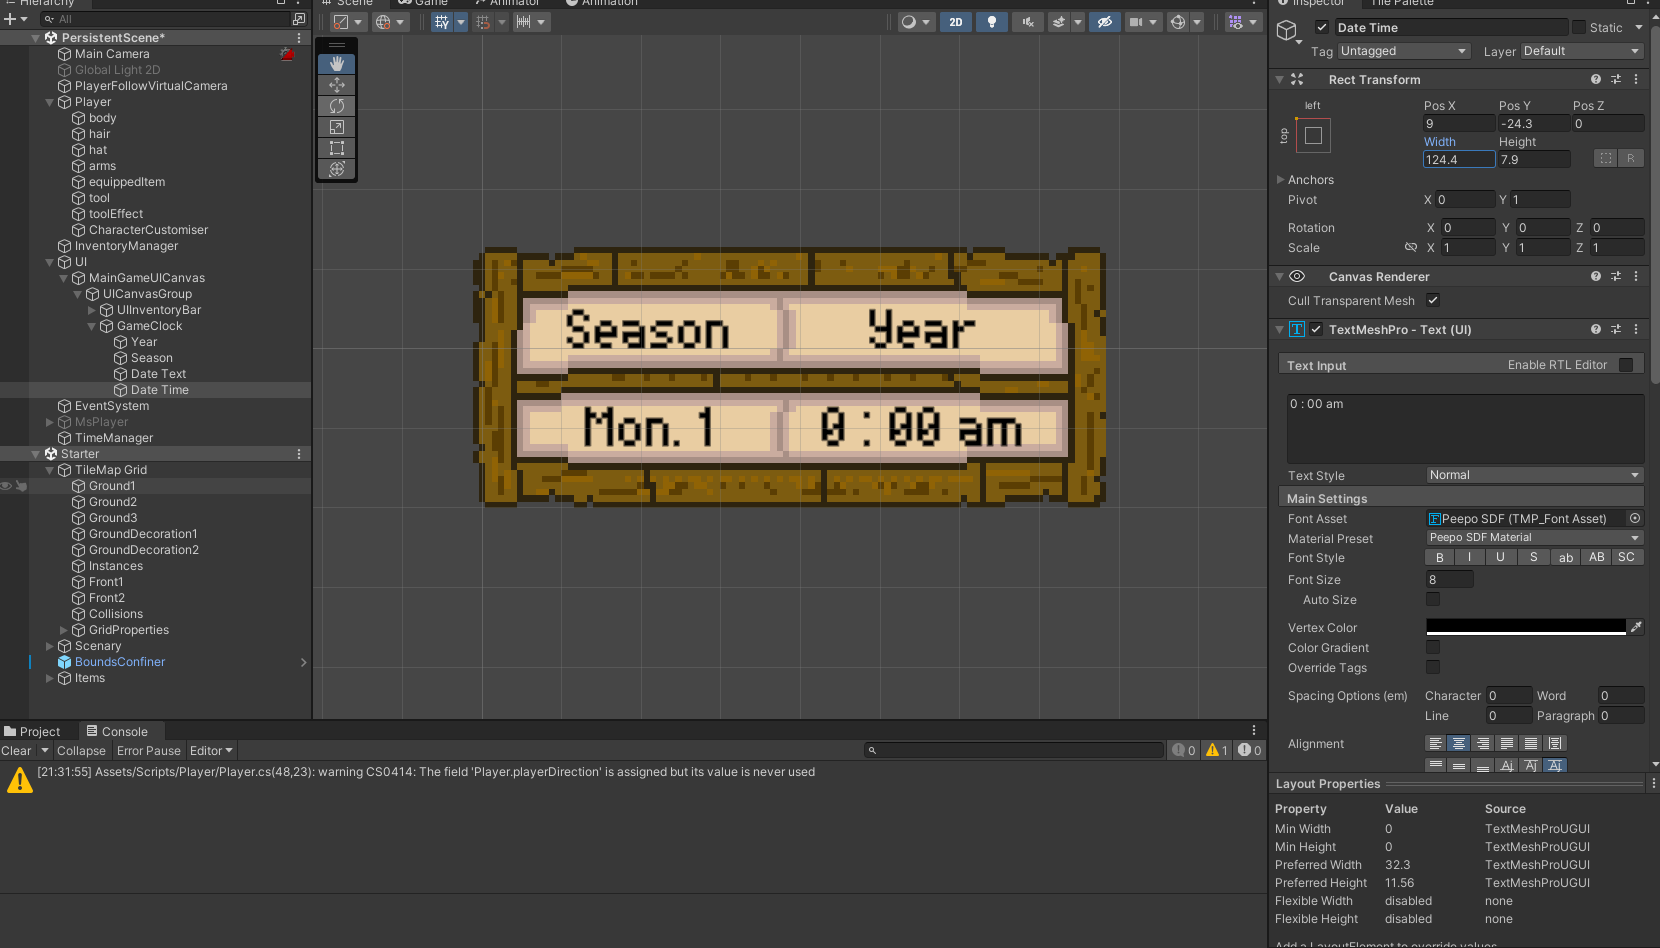 Hierarchy
Scene
Game
Animator
Animation
Inspector
Tile Palette
All
2D
PersistentScene*
Main Camera
Global Light 2D
PlayerFollowVirtualCamera
Player
body
hair
hat
arms
equippedItem
tool
toolEffect
CharacterCustomiser
InventoryManager
UI
MainGameUICanvas
UICanvasGroup
UIInventoryBar
GameClock
Year
Season
Date Text
Date Time
EventSystem
MsPlayer
TimeManager
Starter
TileMap Grid
Ground1
Ground2
Ground3
GroundDecoration1
GroundDecoration2
Instances
Front1
Front2
Collisions
GridProperties
Scenary
BoundsConfiner
Items
Season
Year
Mon. 1
0 : 00 am
Date Time
Static
Tag Untagged
Layer Default
Rect Transform
left
top
Pos X Pos Y Pos Z
9 -24.3 0
Width Height
124.4 7.9
R
Anchors
Pivot X 0 Y 1
Rotation X 0 Y 0 Z 0
Scale X 1 Y 1 Z 1
Canvas Renderer
Cull Transparent Mesh
TextMeshPro - Text (UI)
Text Input Enable RTL Editor
0 : 00 am
Text Style Normal
Main Settings
Font Asset Peepo SDF (TMP_Font Asset)
Material Preset Peepo SDF Material
Font Style B I U S ab AB SC
Font Size 8
Auto Size
Vertex Color
Color Gradient
Override Tags
Spacing Options (em) Character 0 Word 0
Line 0 Paragraph 0
Alignment
Layout Properties
Property Value Source
Min Width 0 TextMeshProUGUI
Min Height 0 TextMeshProUGUI
Preferred Width 32.3 TextMeshProUGUI
Preferred Height 11.56 TextMeshProUGUI
Flexible Width disabled none
Flexible Height disabled none
Add a LayoutElement to override values
Project
Console
Clear Collapse Error Pause Editor
0 1 0
[21:31:55] Assets/Scripts/Player/Player.cs(48,23): warning CS0414: The field 'Player.playerDirection' is assigned but its value is never used